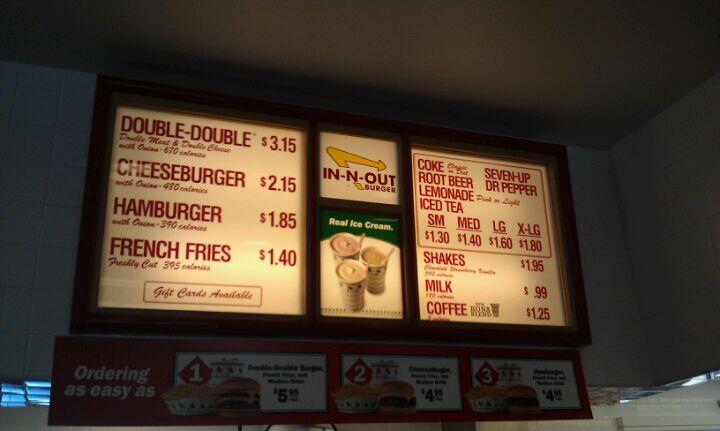 DOUBLE-DOUBLE $3.15
Double Meat & Double Cheese
with Onion-670 calories
CHEESEBURGER $2.15
with Onion-480 calories
HAMBURGER $1.85
with Onion-390 calories
FRENCH FRIES $1.40
Freshly Cut 395 calories
Gift Cards Available
IN-N-OUT
BURGER
Real Ice Cream.
COKE Classic or Diet
ROOT BEER
LEMONADE Pink or Light
ICED TEA
SEVEN-UP
DR PEPPER
SM MED LG X-LG
$1.30 $1.40 $1.60 $1.80
SHAKES $1.95
Chocolate Strawberry Vanilla
calories
MILK $ .99
calories
COFFEE KONA BLEND $1.25
Ordering
as easy as
1
Double-Double Burger,
French Fries, and
Medium Drink
$5
2
Cheeseburger,
French Fries, and
Medium Drink
$4
3
Hamburger,
French Fries, and
Medium Drink
$4